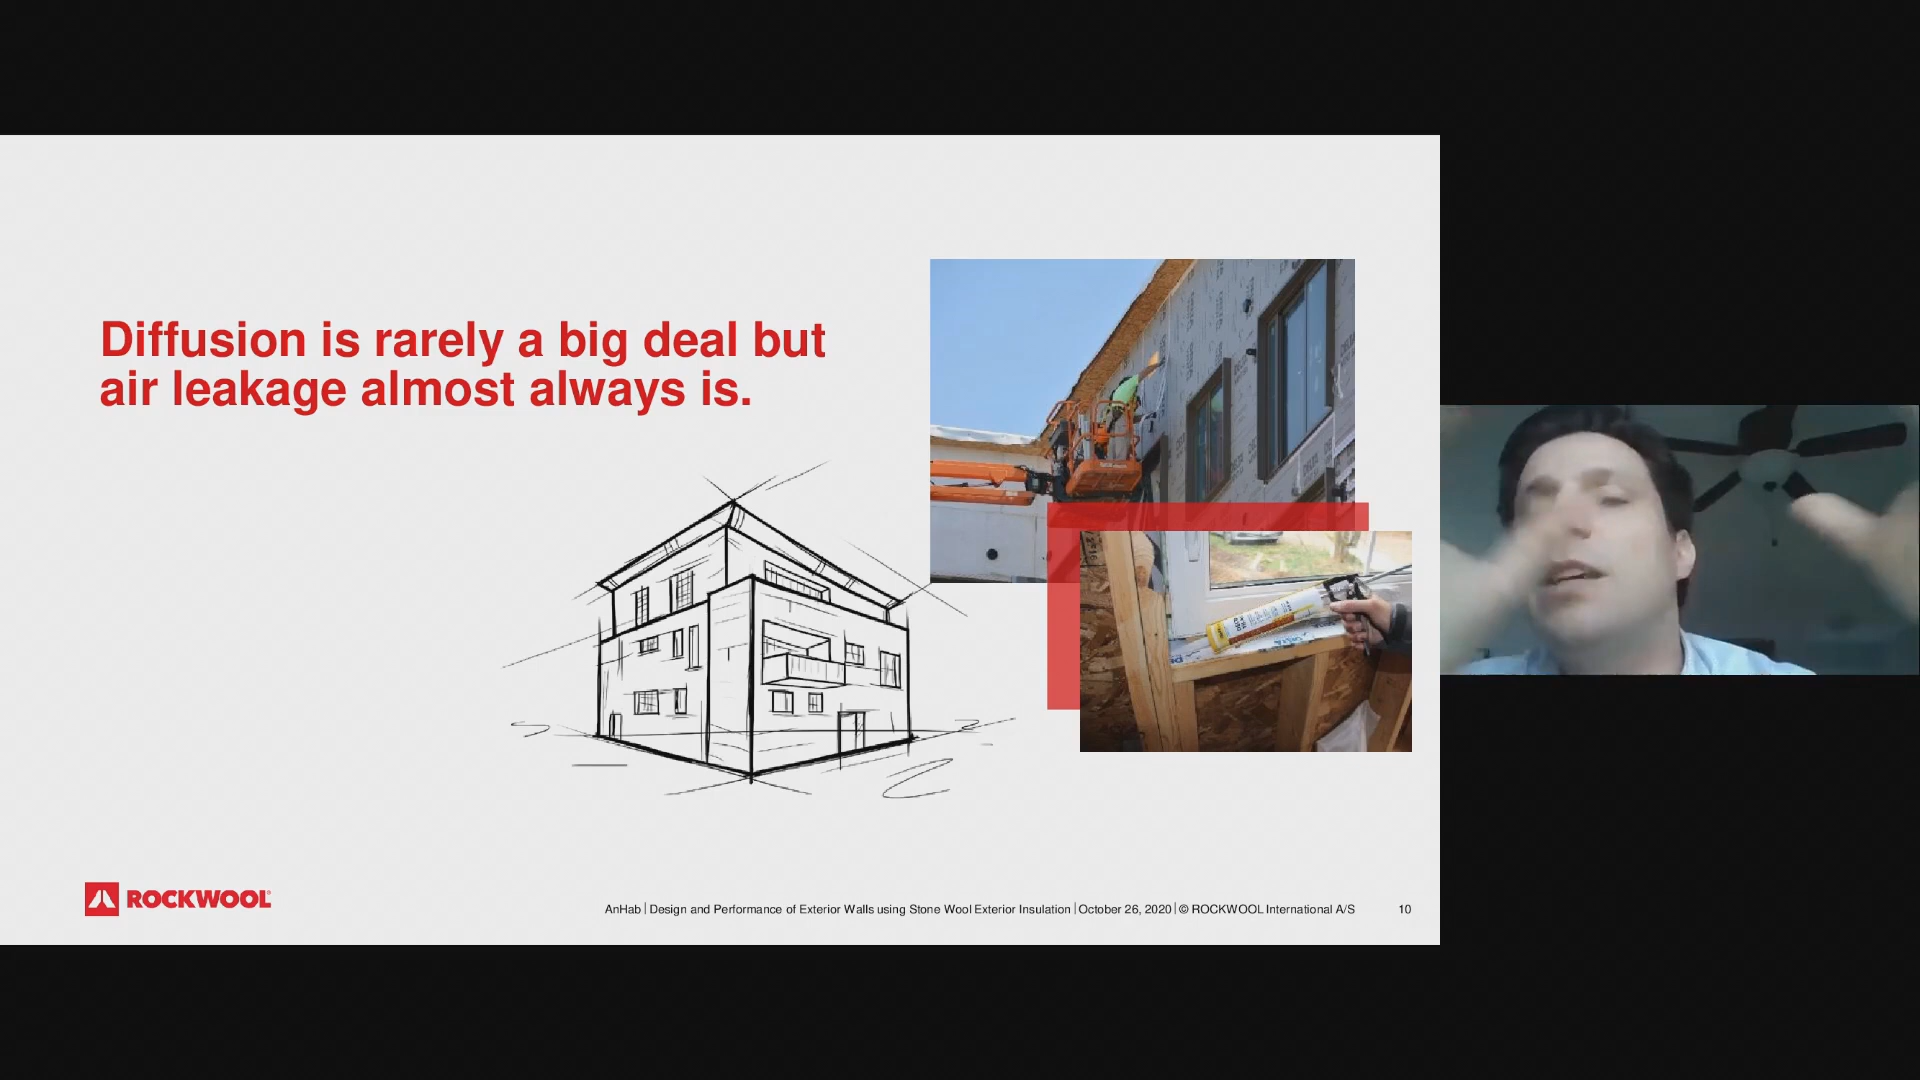 Diffusion is rarely a big deal but
air leakage almost always is.
ROCKWOOL
AnHab | Design and Performance of Exterior Walls using Stone Wool Exterior Insulation | October 26, 2020 | © ROCKWOOL International A/S 10